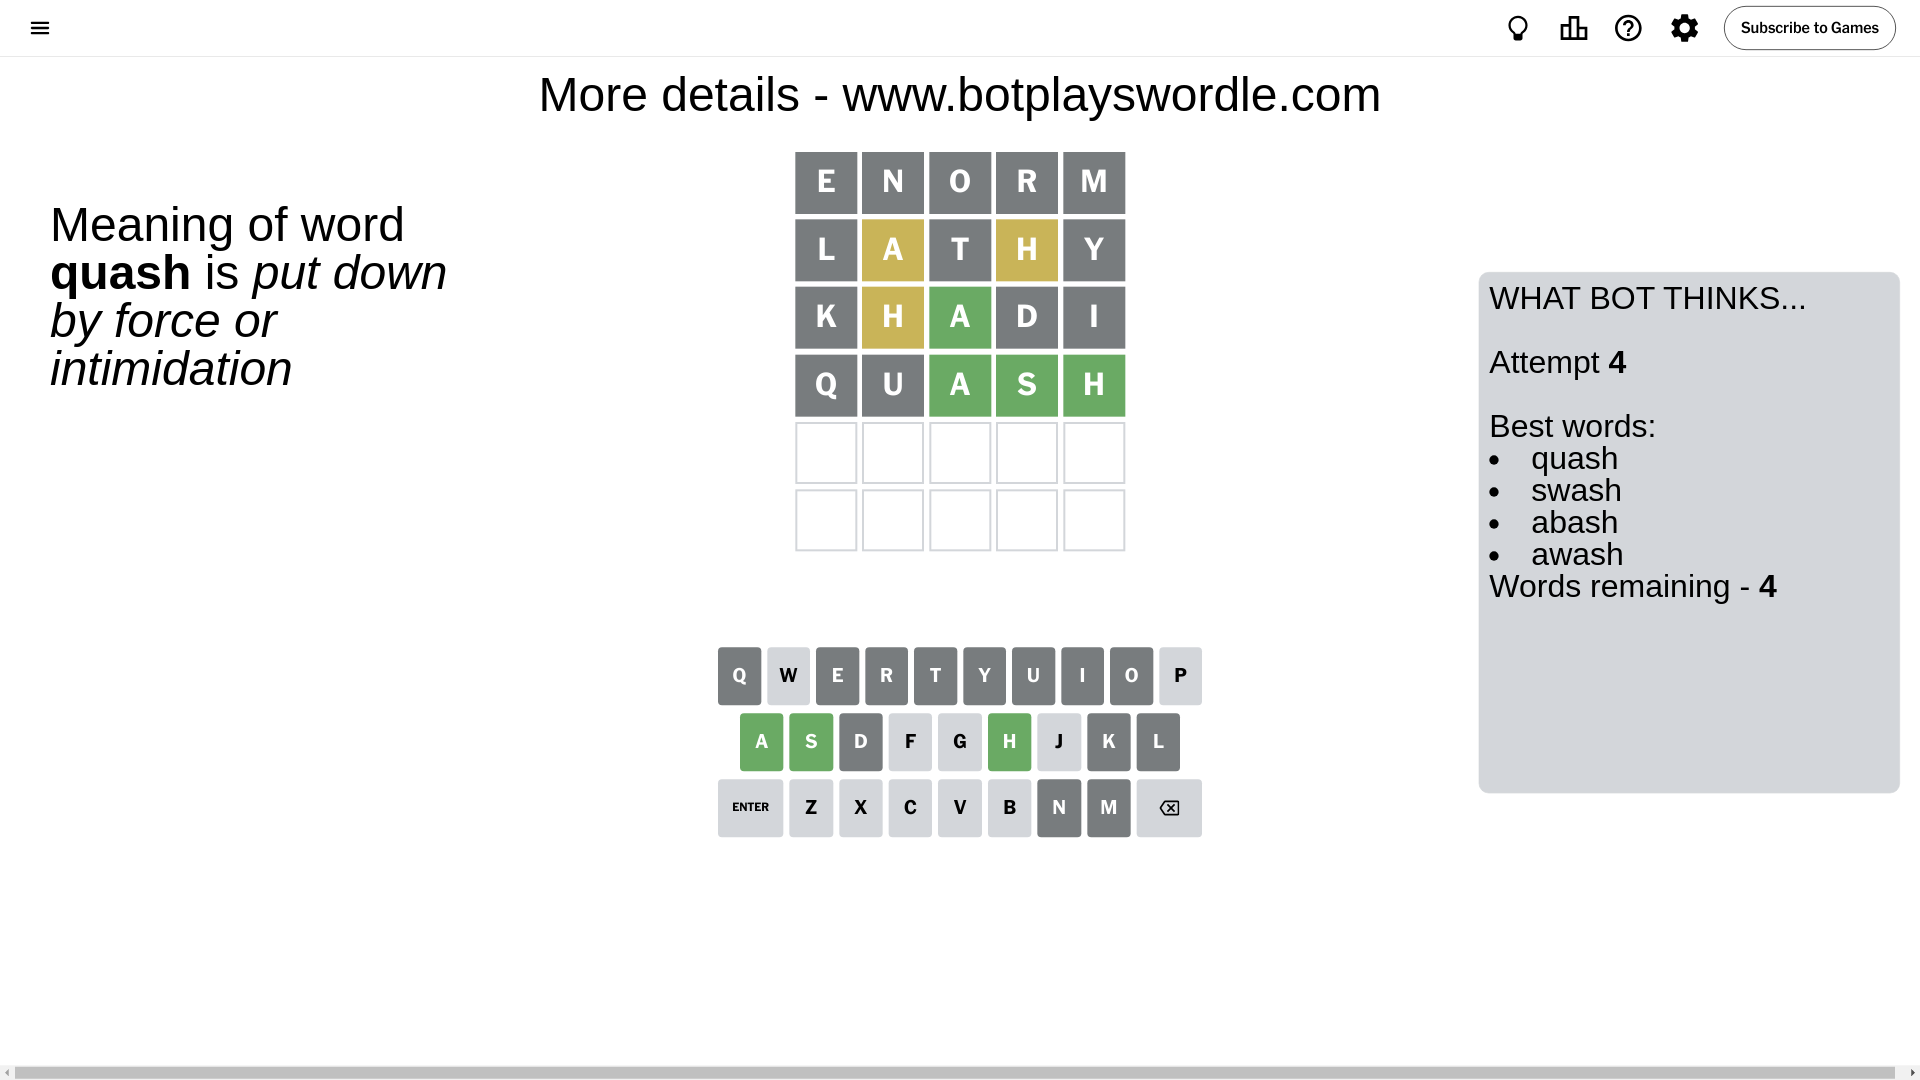 Subscribe to Games
More details - www.botplayswordle.com
Meaning of word
quash is put down
by force or
intimidation
E N O R M
L A T H Y
K H A D I
Q U A S H
WHAT BOT THINKS...
Attempt 4
Best words:
• quash
• swash
• abash
• awash
Words remaining - 4
Q W E R T Y U I O P
A S D F G H J K L
ENTER Z X C V B N M